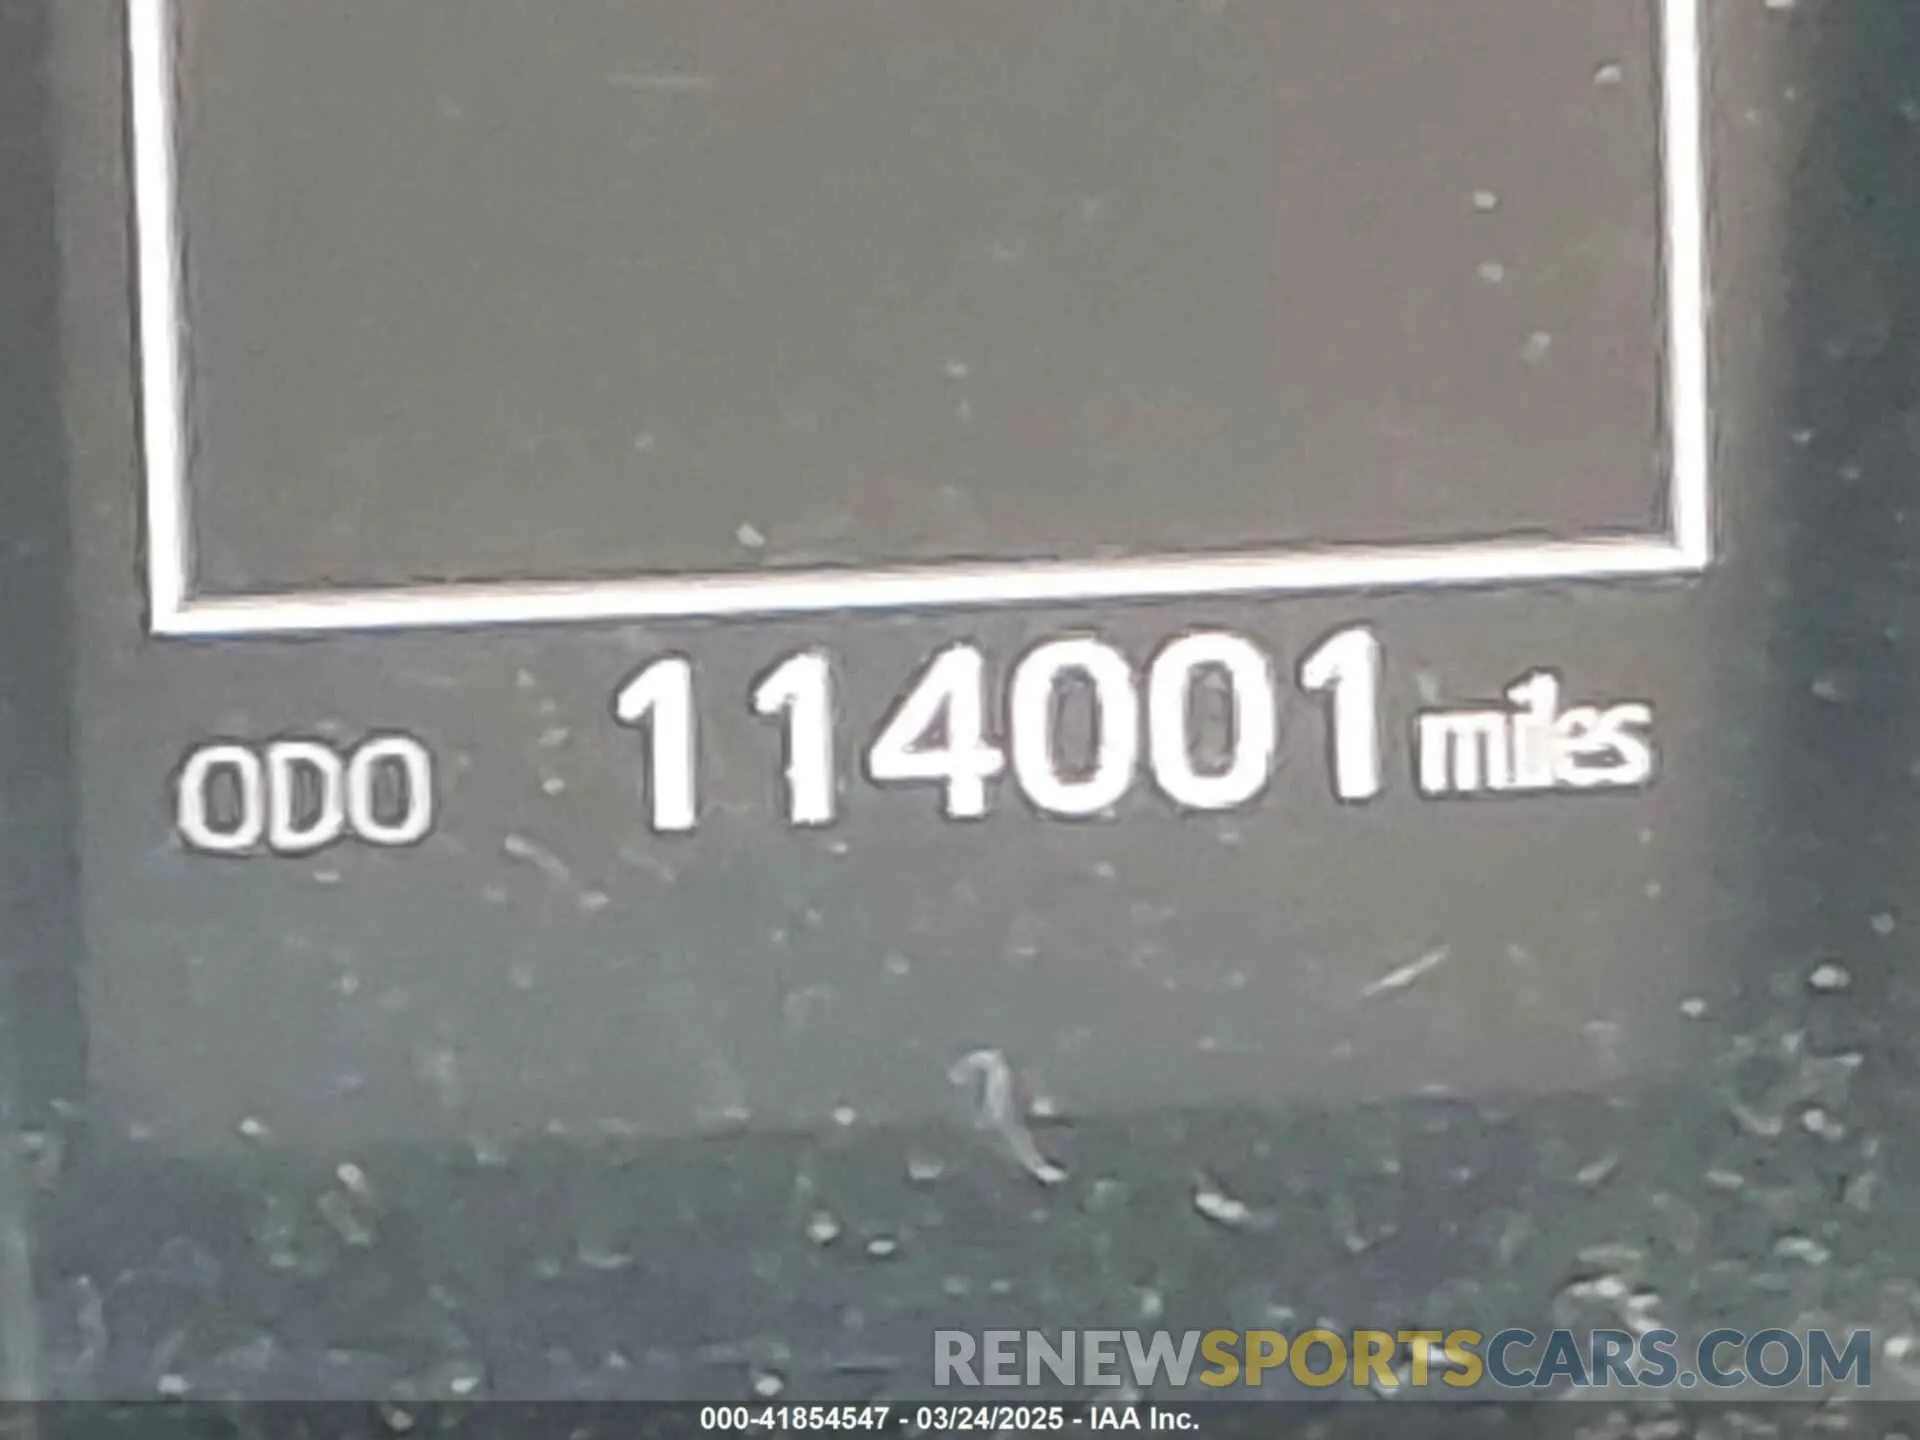 ODO 114001 miles
RENEWSPORTSCARS.COM
000-41854547 - 03/24/2025 - IAA Inc.